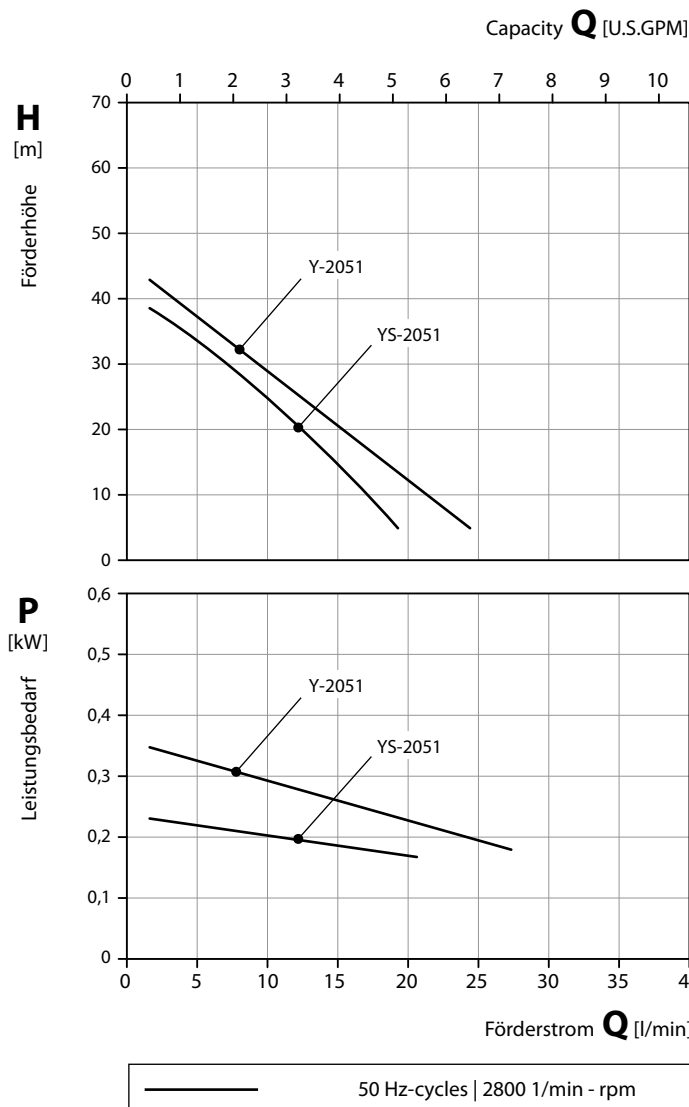 Capacity Q [U.S.GPM]
0 1 2 3 4 5 6 7 8 9 10
H
[m]
Förderhöhe
70
60
50
40
30
20
10
0
Y-2051
YS-2051
P
[kW]
Leistungsbedarf
0,6
0,5
0,4
0,3
0,2
0,1
0
Y-2051
YS-2051
0 5 10 15 20 25 30 35 4
Förderstrom Q [l/min]
50 Hz-cycles | 2800 1/min - rpm